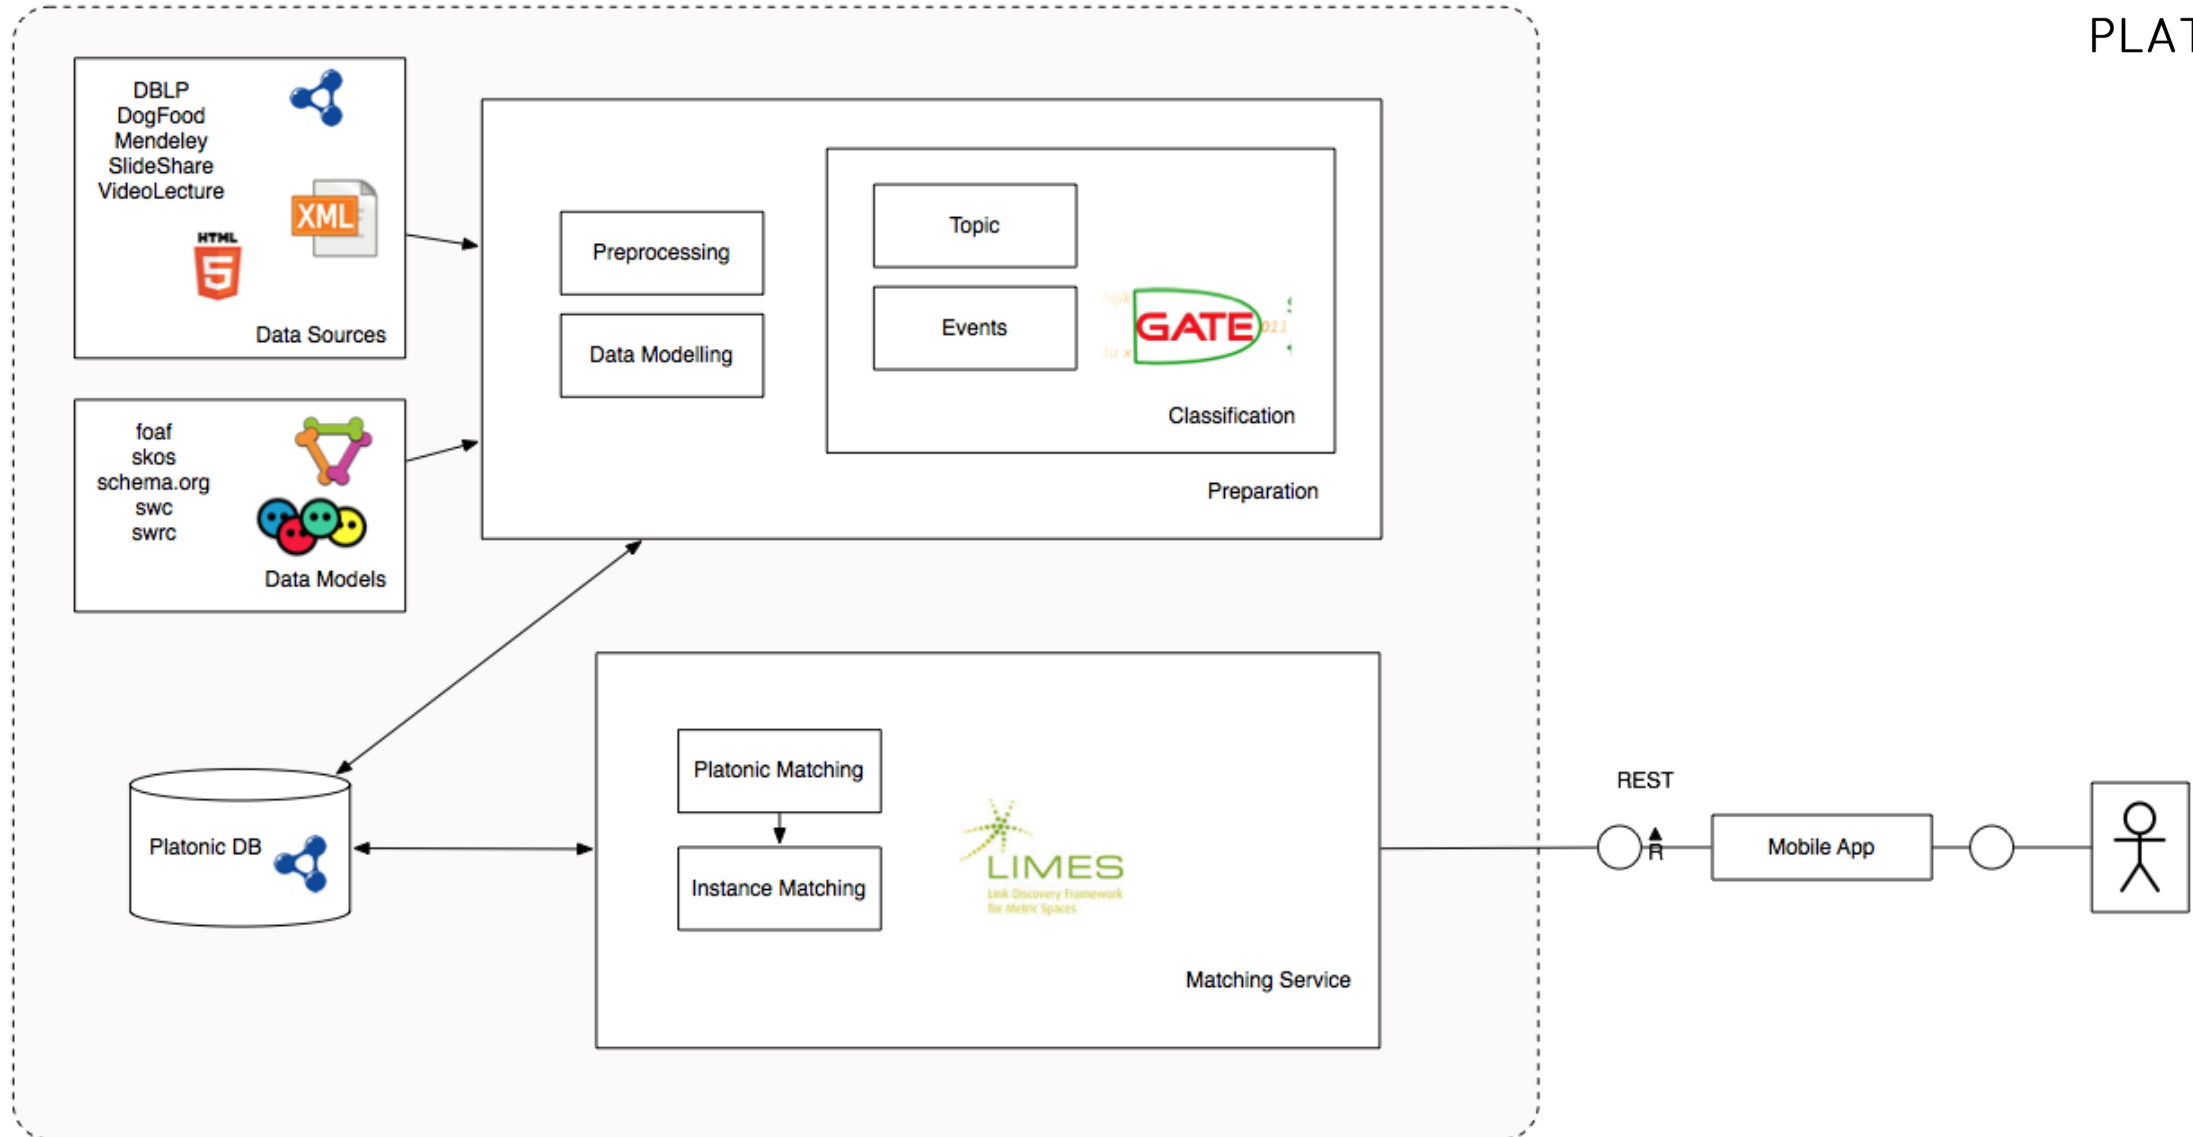 PLAT
DBLP
DogFood
Mendeley
SlideShare
VideoLecture
XML
HTML
5
Data Sources
foaf
skos
schema.org
swc
swrc
Data Models
Preprocessing
Data Modelling
Topic
Events
GATE
011
tu x
Classification
Preparation
Platonic DB
Platonic Matching
Instance Matching
LIMES
Link Discovery Framework
for Metric Spaces
Matching Service
REST
R
Mobile App